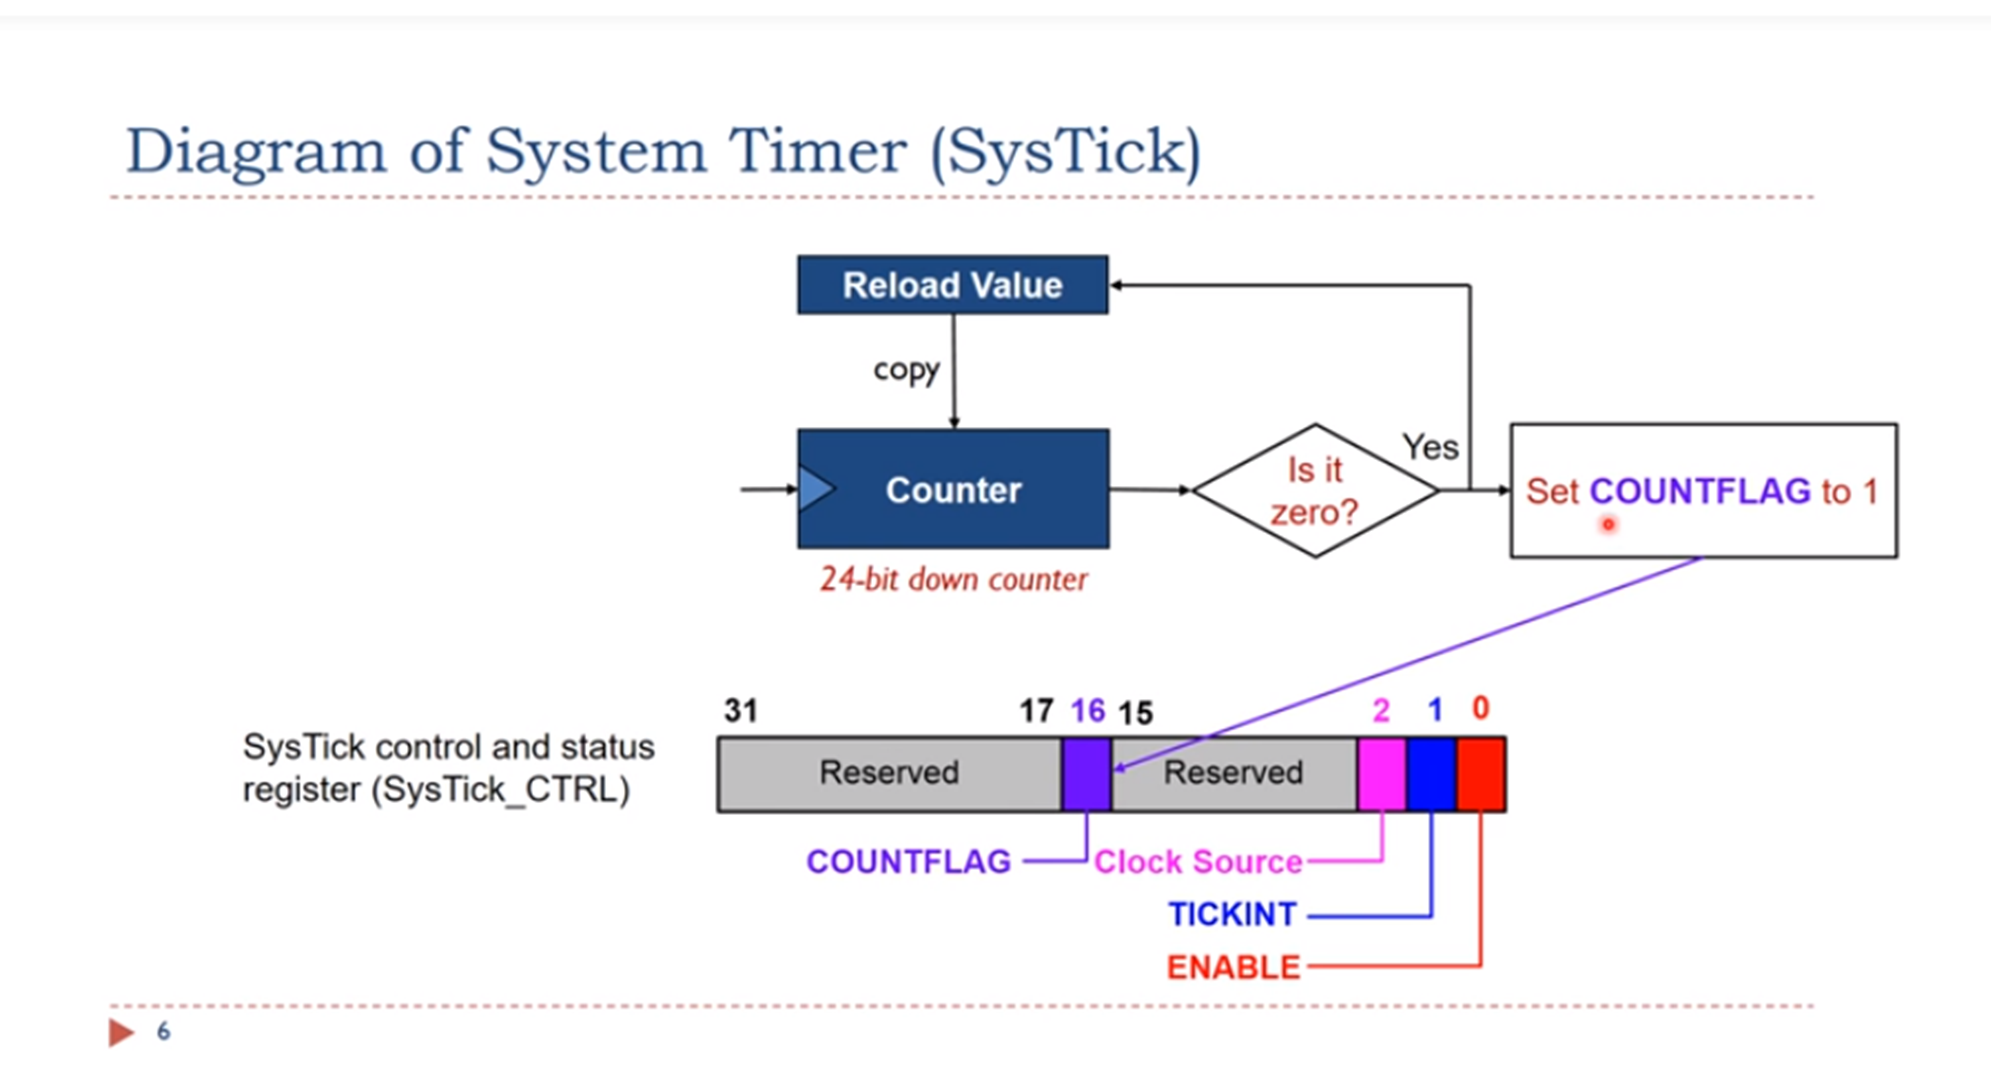 Diagram of System Timer (SysTick)
Reload Value
copy
Counter
24-bit down counter
Is it
zero?
Yes
Set COUNTFLAG to 1
31 17 16 15 2 1 0
SysTick control and status
register (SysTick_CTRL)
Reserved Reserved
COUNTFLAG Clock Source
TICKINT
ENABLE
6